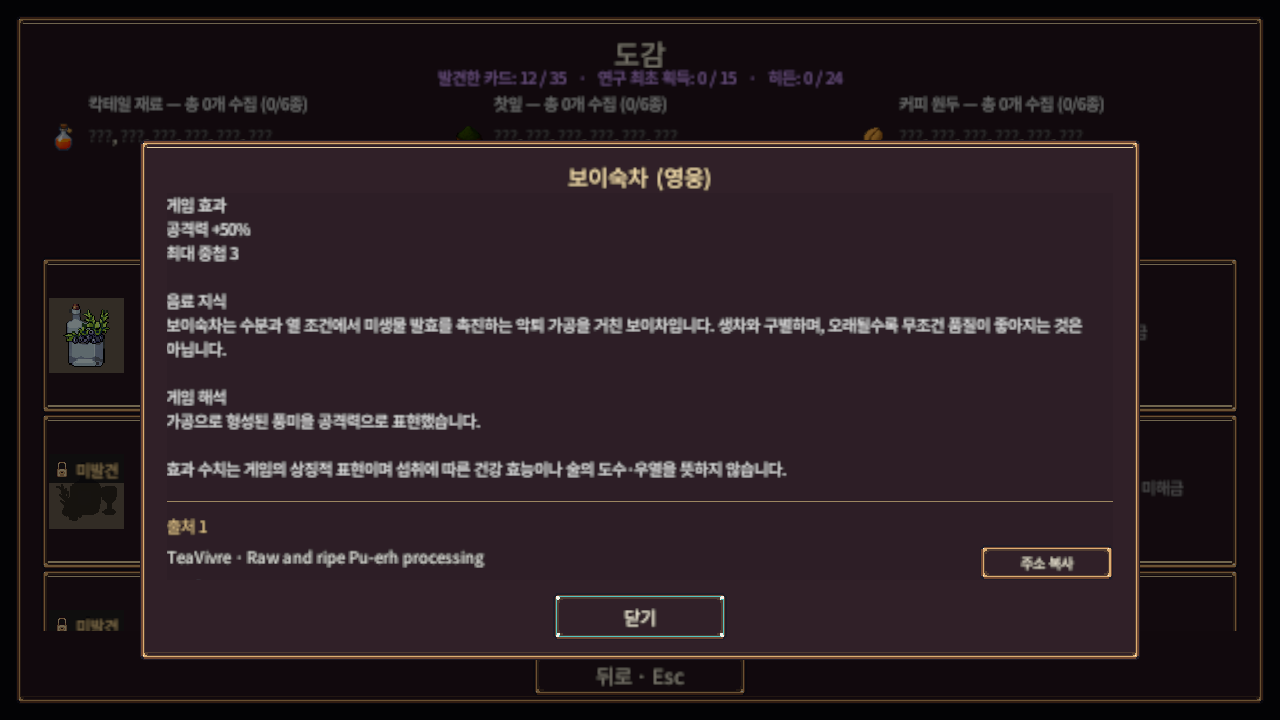 도감
발견한 카드: 12 / 35 · 연구 최초 획득: 0 / 15 · 히든: 0 / 24
칵테일 재료 — 총 0개 수집 (0/6종)
찻잎 — 총 0개 수집 (0/6종)
커피 원두 — 총 0개 수집 (0/6종)
???, ???, ???, ???, ???, ???
???, ???, ???, ???, ???, ???
???, ???, ???, ???, ???, ???
보이숙차 (영웅)
게임 효과
공격력 +50%
최대 중첩 3
음료 지식
보이숙차는 수분과 열 조건에서 미생물 발효를 촉진하는 악퇴 가공을 거친 보이차입니다. 생차와 구별하며, 오래될수록 무조건 품질이 좋아지는 것은
아닙니다.
게임 해석
가공으로 형성된 풍미을 공격력으로 표현했습니다.
효과 수치는 게임의 상징적 표현이며 섭취에 따른 건강 효능이나 술의 도수·우열을 뜻하지 않습니다.
출처 1
TeaVivre · Raw and ripe Pu-erh processing
주소 복사
닫기
미발견
미해금
미발견
뒤로 · Esc